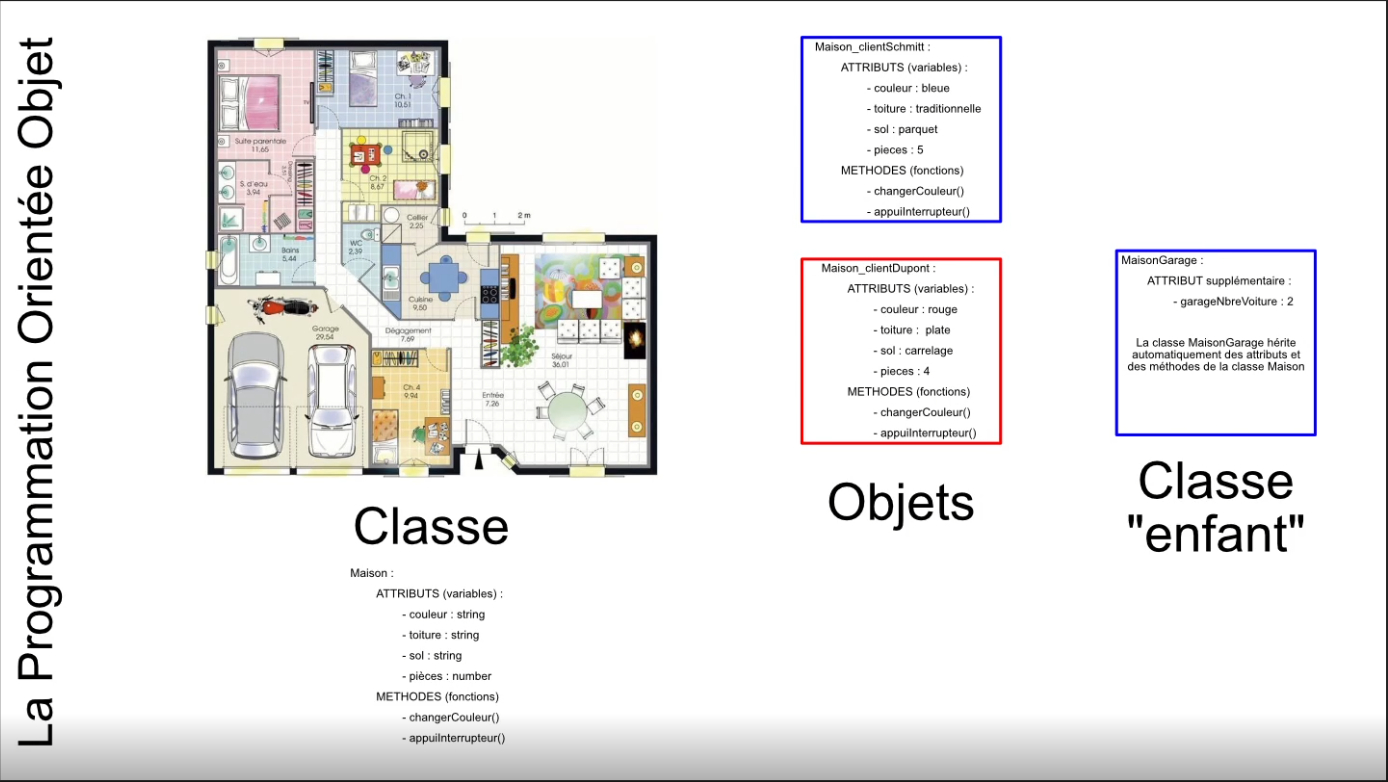 La Programmation Orientée Objet
Suite parentale
11,65
Ch. 1
10,51
Ch. 2
8,67
S. d'eau
3,94
Cellier
2,25
0 1 2 m
WC
2,39
Bains
5,44
Cuisine
9,50
Garage
29,54
Dégagement
7,69
Séjour
36,01
Ch. 4
9,94
Entrée
7,26
Classe
Maison :
ATTRIBUTS (variables) :
- couleur : string
- toiture : string
- sol : string
- pièces : number
METHODES (fonctions)
- changerCouleur()
- appuiInterrupteur()
Maison_clientSchmitt :
ATTRIBUTS (variables) :
- couleur : bleue
- toiture : traditionnelle
- sol : parquet
- pieces : 5
METHODES (fonctions)
- changerCouleur()
- appuiInterrupteur()
Maison_clientDupont :
ATTRIBUTS (variables) :
- couleur : rouge
- toiture : plate
- sol : carrelage
- pieces : 4
METHODES (fonctions)
- changerCouleur()
- appuiInterrupteur()
Objets
MaisonGarage :
ATTRIBUT supplémentaire :
- garageNbreVoiture : 2
La classe MaisonGarage hérite
automatiquement des attributs et
des méthodes de la classe Maison
Classe
"enfant"